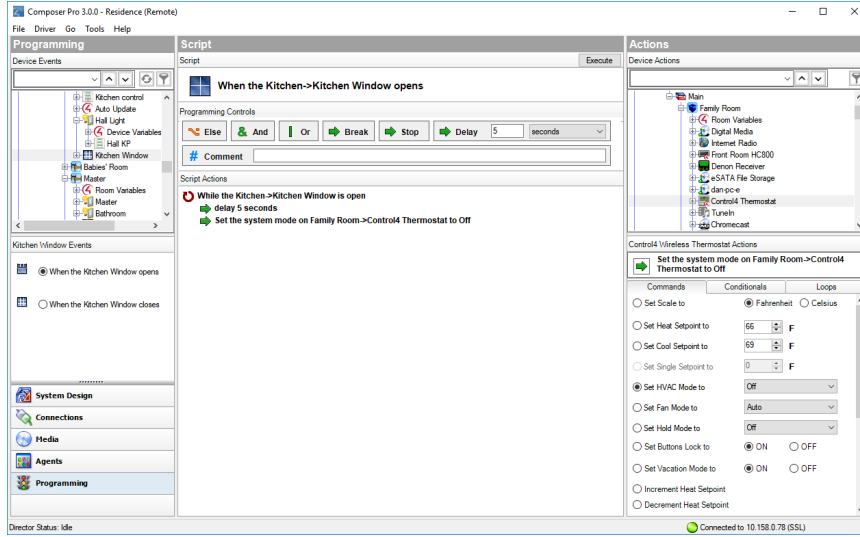 Composer Pro 3.0.0 - Residence (Remote)
File Driver Go Tools Help
Programming
Device Events
Kitchen control
Auto Update
Hall Light
Device Variables
Hall KP
Kitchen Window
Babies' Room
Master
Room Variables
Master
Bathroom
Kitchen Window Events
When the Kitchen Window opens
When the Kitchen Window closes
System Design
Connections
Media
Agents
Programming
Script
Script Execute
When the Kitchen->Kitchen Window opens
Programming Controls
Else & And Or Break Stop Delay 5 seconds
# Comment
Script Actions
While the Kitchen->Kitchen Window is open
delay 5 seconds
Set the system mode on Family Room->Control4 Thermostat to Off
Actions
Device Actions
Main
Family Room
Room Variables
Digital Media
Internet Radio
Front Room HC800
Denon Receiver
eSATA File Storage
dan-pc-e
Control4 Thermostat
TuneIn
Chromecast
Control4 Wireless Thermostat Actions
Set the system mode on Family Room->Control4
Thermostat to Off
Commands Conditionals Loops
Set Scale to Fahrenheit Celsius
Set Heat Setpoint to 66 F
Set Cool Setpoint to 69 F
Set Single Setpoint to 0 F
Set HVAC Mode to Off
Set Fan Mode to Auto
Set Hold Mode to Off
Set Buttons Lock to ON OFF
Set Vacation Mode to ON OFF
Increment Heat Setpoint
Decrement Heat Setpoint
Director Status: Idle
Connected to 10.158.0.78 (SSL)